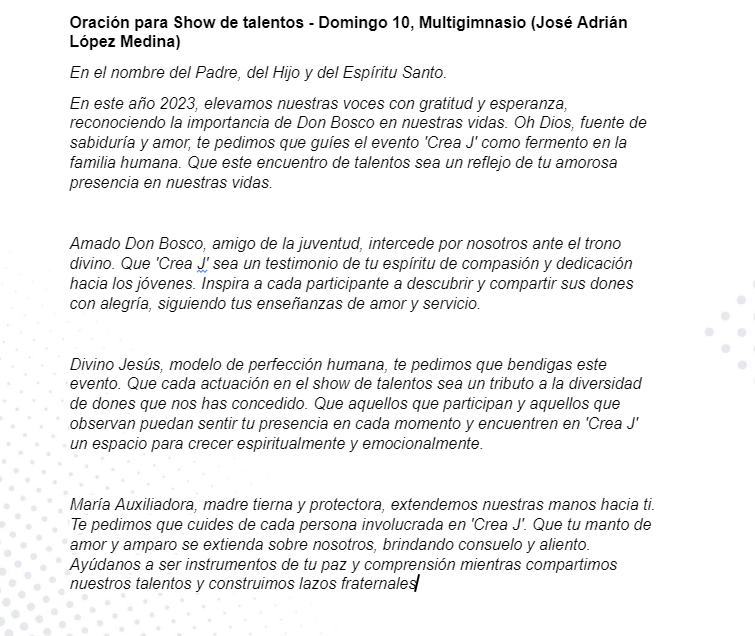 Oración para Show de talentos - Domingo 10, Multigimnasio (José Adrián
López Medina)
En el nombre del Padre, del Hijo y del Espíritu Santo.
En este año 2023, elevamos nuestras voces con gratitud y esperanza,
reconociendo la importancia de Don Bosco en nuestras vidas. Oh Dios, fuente de
sabiduría y amor, te pedimos que guíes el evento 'Crea J' como fermento en la
familia humana. Que este encuentro de talentos sea un reflejo de tu amorosa
presencia en nuestras vidas.
Amado Don Bosco, amigo de la juventud, intercede por nosotros ante el trono
divino. Que 'Crea J' sea un testimonio de tu espíritu de compasión y dedicación
hacia los jóvenes. Inspira a cada participante a descubrir y compartir sus dones
con alegría, siguiendo tus enseñanzas de amor y servicio.
Divino Jesús, modelo de perfección humana, te pedimos que bendigas este
evento. Que cada actuación en el show de talentos sea un tributo a la diversidad
de dones que nos has concedido. Que aquellos que participan y aquellos que
observan puedan sentir tu presencia en cada momento y encuentren en 'Crea J'
un espacio para crecer espiritualmente y emocionalmente.
María Auxiliadora, madre tierna y protectora, extendemos nuestras manos hacia ti.
Te pedimos que cuides de cada persona involucrada en 'Crea J'. Que tu manto de
amor y amparo se extienda sobre nosotros, brindando consuelo y aliento.
Ayúdanos a ser instrumentos de tu paz y comprensión mientras compartimos
nuestros talentos y construimos lazos fraternales